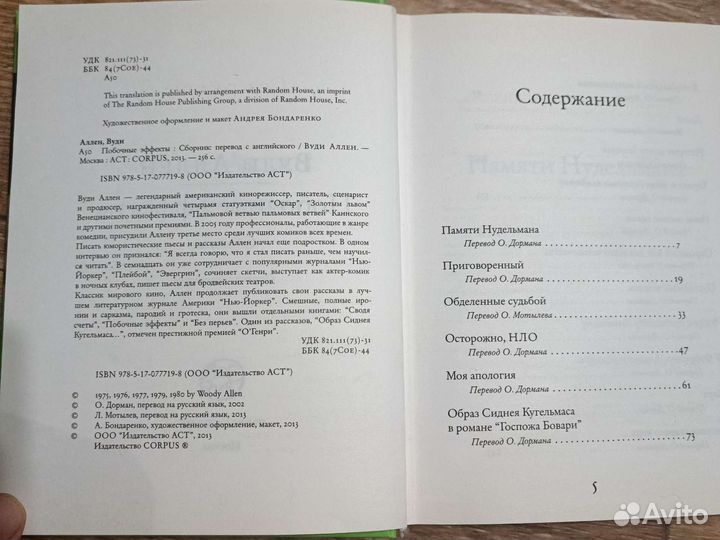 УДК 821.111(73)-31
ББК 84(7Сое)-44
А50
This translation is published by arrangement with Random House, an imprint
of The Random House Publishing Group, a division of Random House, Inc.
Художественное оформление и макет Андрея Бондаренко
Аллен, Вуди
А50 Побочные эффекты : Сборник: перевод с английского / Вуди Аллен. —
Москва : АСТ : CORPUS, 2013. — 256 с.
ISBN 978-5-17-077719-8 (ООО "Издательство АСТ")
Вуди Аллен — легендарный американский кинорежиссер, писатель, сценарист
и продюсер, награжденный четырьмя статуэтками "Оскар", "Золотым львом"
Венецианского кинофестиваля, "Пальмовой ветвью пальмовых ветвей" Каннского
и другими почетными премиями. В 2005 году профессионалы, работающие в жанре
комедии, присудили Аллену третье место среди лучших комиков всех времен.
Писать юмористические пьесы и рассказы Аллен начал еще подростком. В одном
интервью он признался: "Я всегда говорю, что я стал писать раньше, чем научил-
ся читать". В семнадцать он уже сотрудничает с популярными журналами "Нью-
Йоркер", "Плейбой", "Эвергрин", сочиняет скетчи, выступает как актер-комик
в ночных клубах, пишет пьесы для бродвейских театров.
Классик мирового кино, Аллен продолжает публиковать свои рассказы в луч-
шем литературном журнале Америки "Нью-Йоркер". Смешные, полные иро-
нии и сарказма, пародий и гротеска, они вышли отдельными книгами: "Сводя
счеты", "Побочные эффекты" и "Без перьев". Один из рассказов, "Образ Сиднея
Кугельмаса...", отмечен престижной премией "О'Генри".
УДК 821.111(73)-31
ББК 84(7Сое)-44
ISBN 978-5-17-077719-8 (ООО "Издательство АСТ")
© 1975, 1976, 1977, 1979, 1980 by Woody Allen
© О. Дорман, перевод на русский язык, 2002
© Л. Мотылев, перевод на русский язык, 2013
© А. Бондаренко, художественное оформление, макет, 2013
© ООО "Издательство АСТ", 2013
Издательство CORPUS ®
Содержание
Памяти Нудельмана
Перевод О. Дормана 7
Приговоренный
Перевод О. Дормана 19
Обделенные судьбой
Перевод Л. Мотылева 33
Осторожно, НЛО
Перевод О. Дормана 47
Моя апология
Перевод О. Дормана 61
Образ Сиднея Кугельмаса
в романе "Госпожа Бовари"
Перевод О. Дормана 73
5
Avito